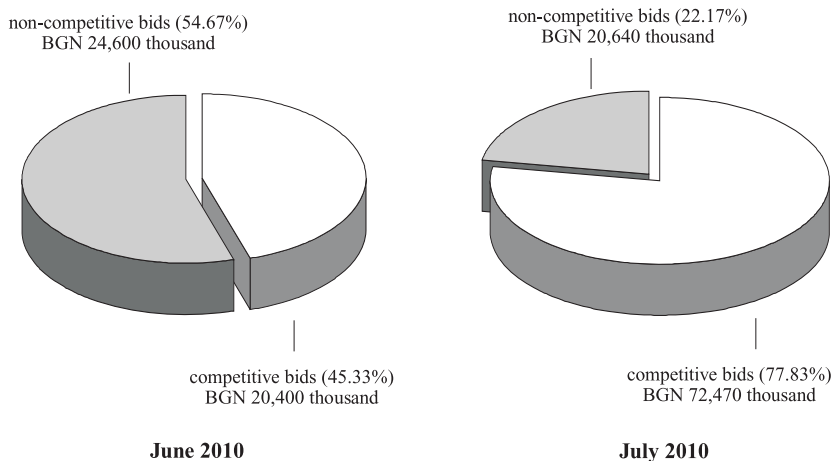 non-competitive bids (54.67%)
BGN 24,600 thousand
competitive bids (45.33%)
BGN 20,400 thousand
June 2010
non-competitive bids (22.17%)
BGN 20,640 thousand
competitive bids (77.83%)
BGN 72,470 thousand
July 2010